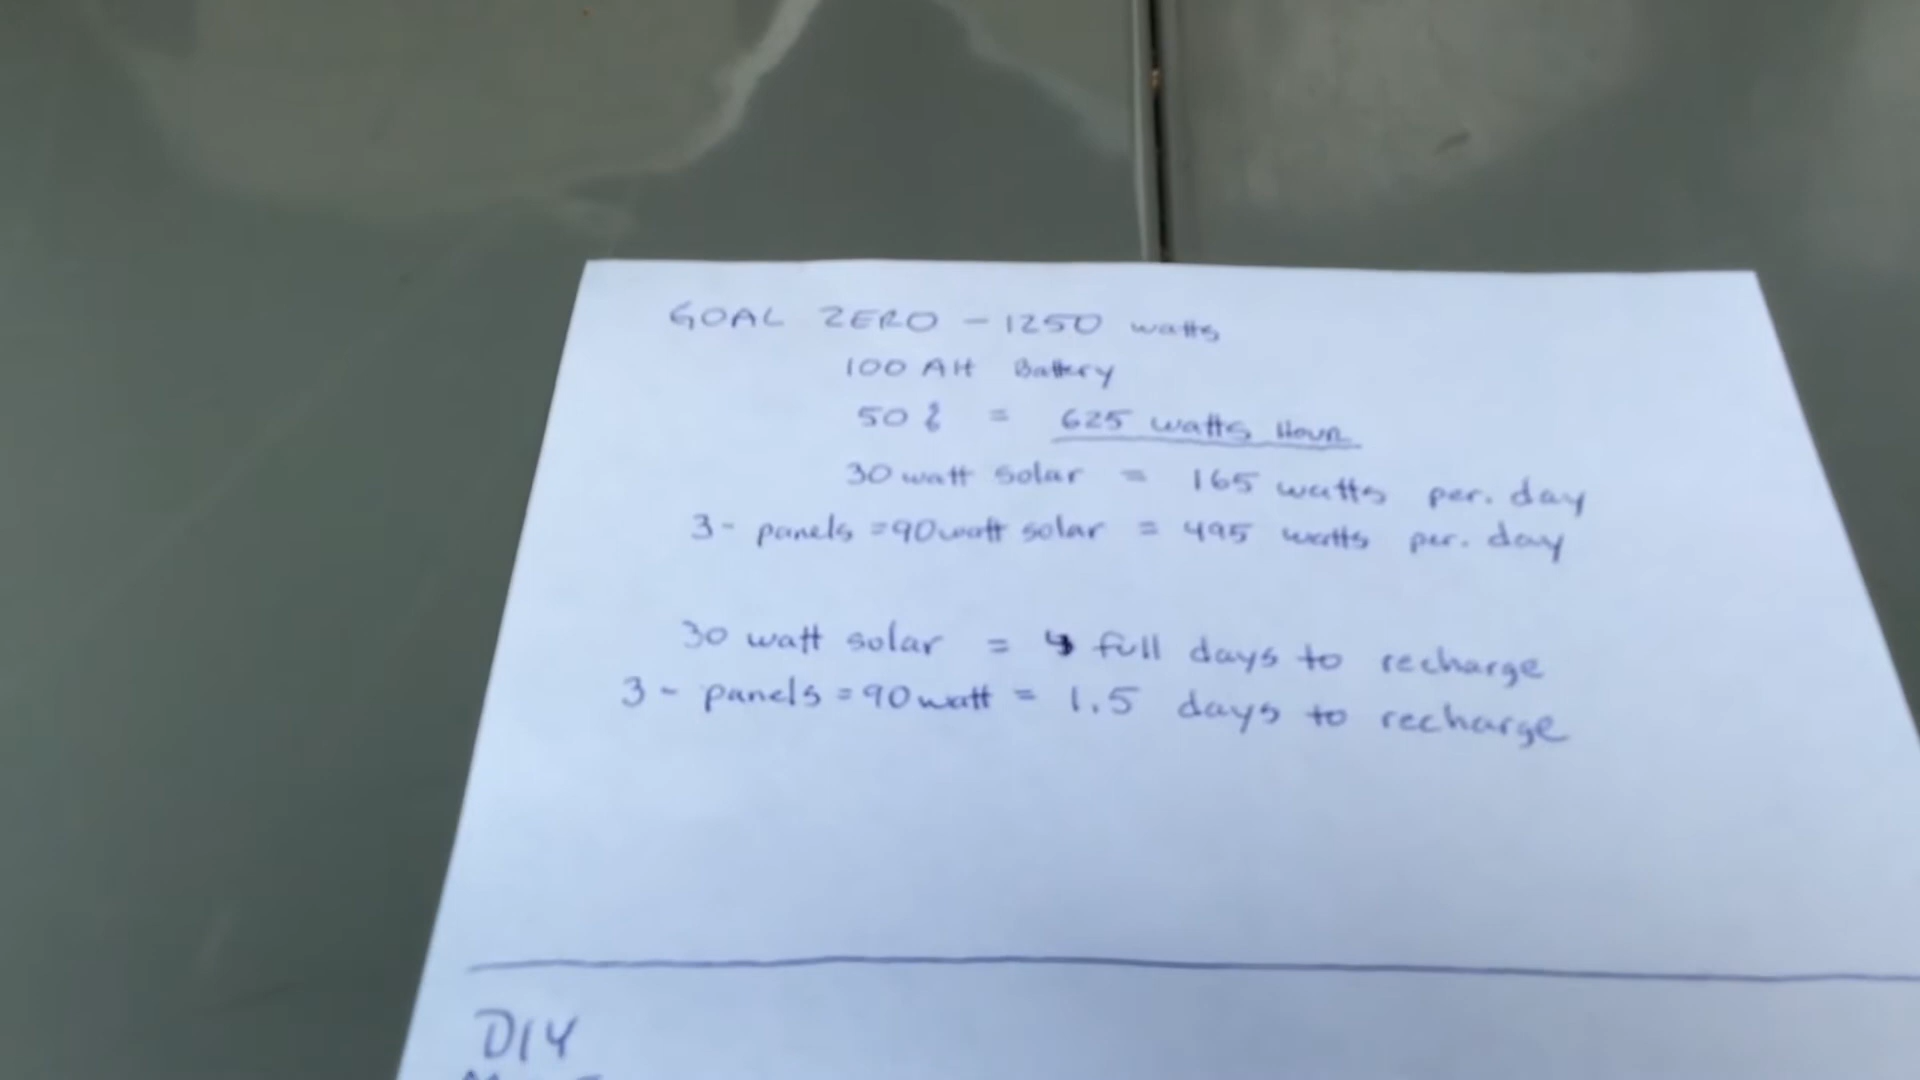 GOAL ZERO - 1250 watts
100 AH Battery
50 % = 625 watts Hour
30 watt solar = 165 watts per. day
3 - panels = 90 watt solar = 495 watts per. day
30 watt solar = 4 full days to recharge
3 - panels = 90 watt = 1.5 days to recharge
DIY